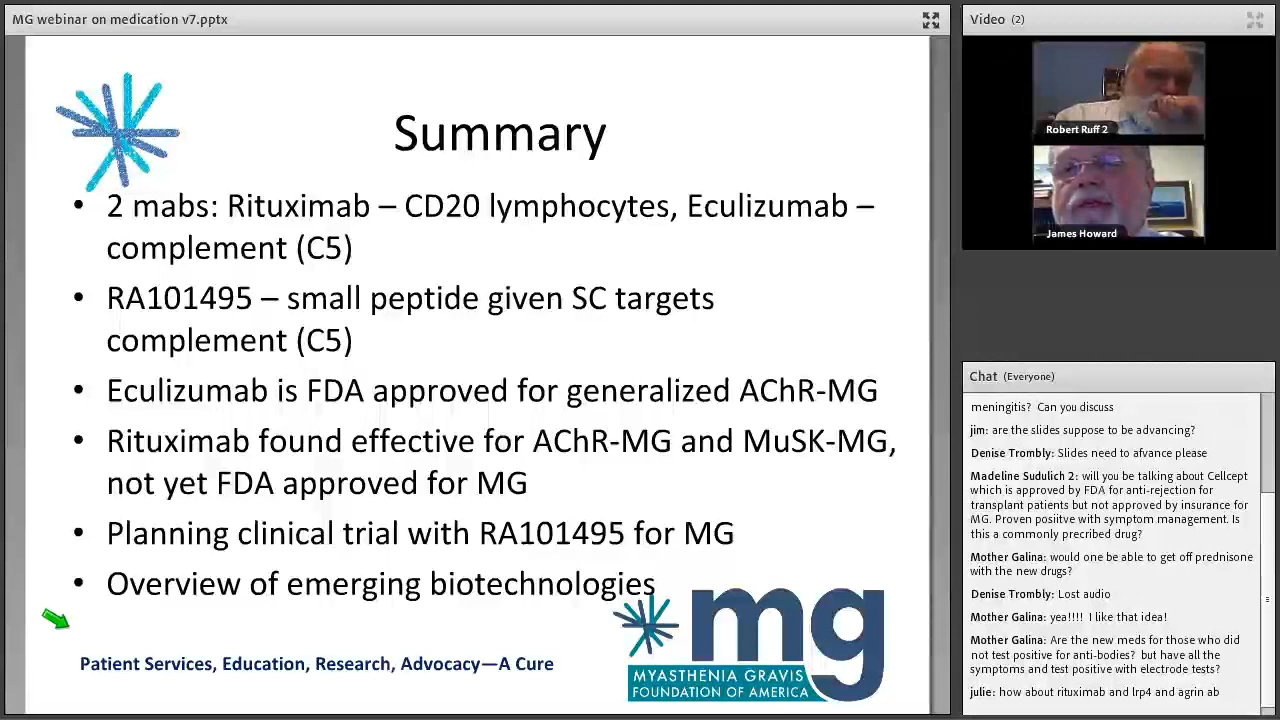 MG webinar on medication v7.pptx
Summary
• 2 mabs: Rituximab – CD20 lymphocytes, Eculizumab –
complement (C5)
• RA101495 – small peptide given SC targets
complement (C5)
• Eculizumab is FDA approved for generalized AChR-MG
• Rituximab found effective for AChR-MG and MuSK-MG,
not yet FDA approved for MG
• Planning clinical trial with RA101495 for MG
• Overview of emerging biotechnologies
Patient Services, Education, Research, Advocacy—A Cure
mg
MYASTHENIA GRAVIS
FOUNDATION OF AMERICA
Video (2)
Robert Ruff 2
James Howard
Chat (Everyone)
meningitis? Can you discuss
jim: are the slides suppose to be advancing?
Denise Trombly: Slides need to afvance please
Madeline Sudulich 2: will you be talking about Cellcept
which is approved by FDA for anti-rejection for
transplant patients but not approved by insurance for
MG. Proven posiitve with symptom management. Is
this a commonly precribed drug?
Mother Galina: would one be able to get off prednisone
with the new drugs?
Denise Trombly: Lost audio
Mother Galina: yea!!!! I like that idea!
Mother Galina: Are the new meds for those who did
not test positive for anti-bodies? but have all the
symptoms and test positive with electrode tests?
julie: how about rituximab and lrp4 and agrin ab